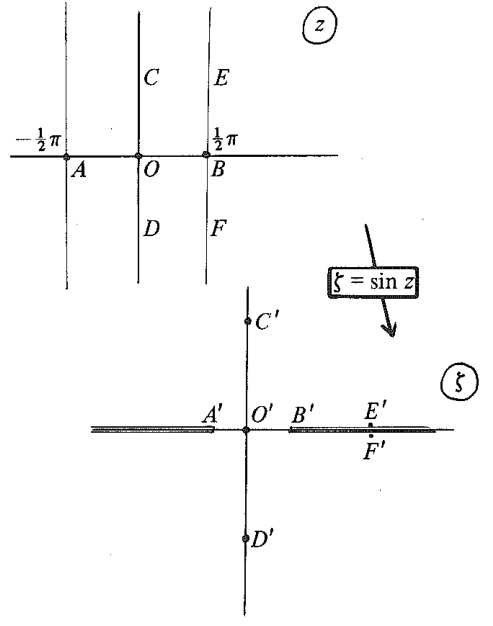 z
C E
−½π ½π
A O B
D F
ζ = sin z
C′
ζ
A′ O′ B′ E′
F′
D′